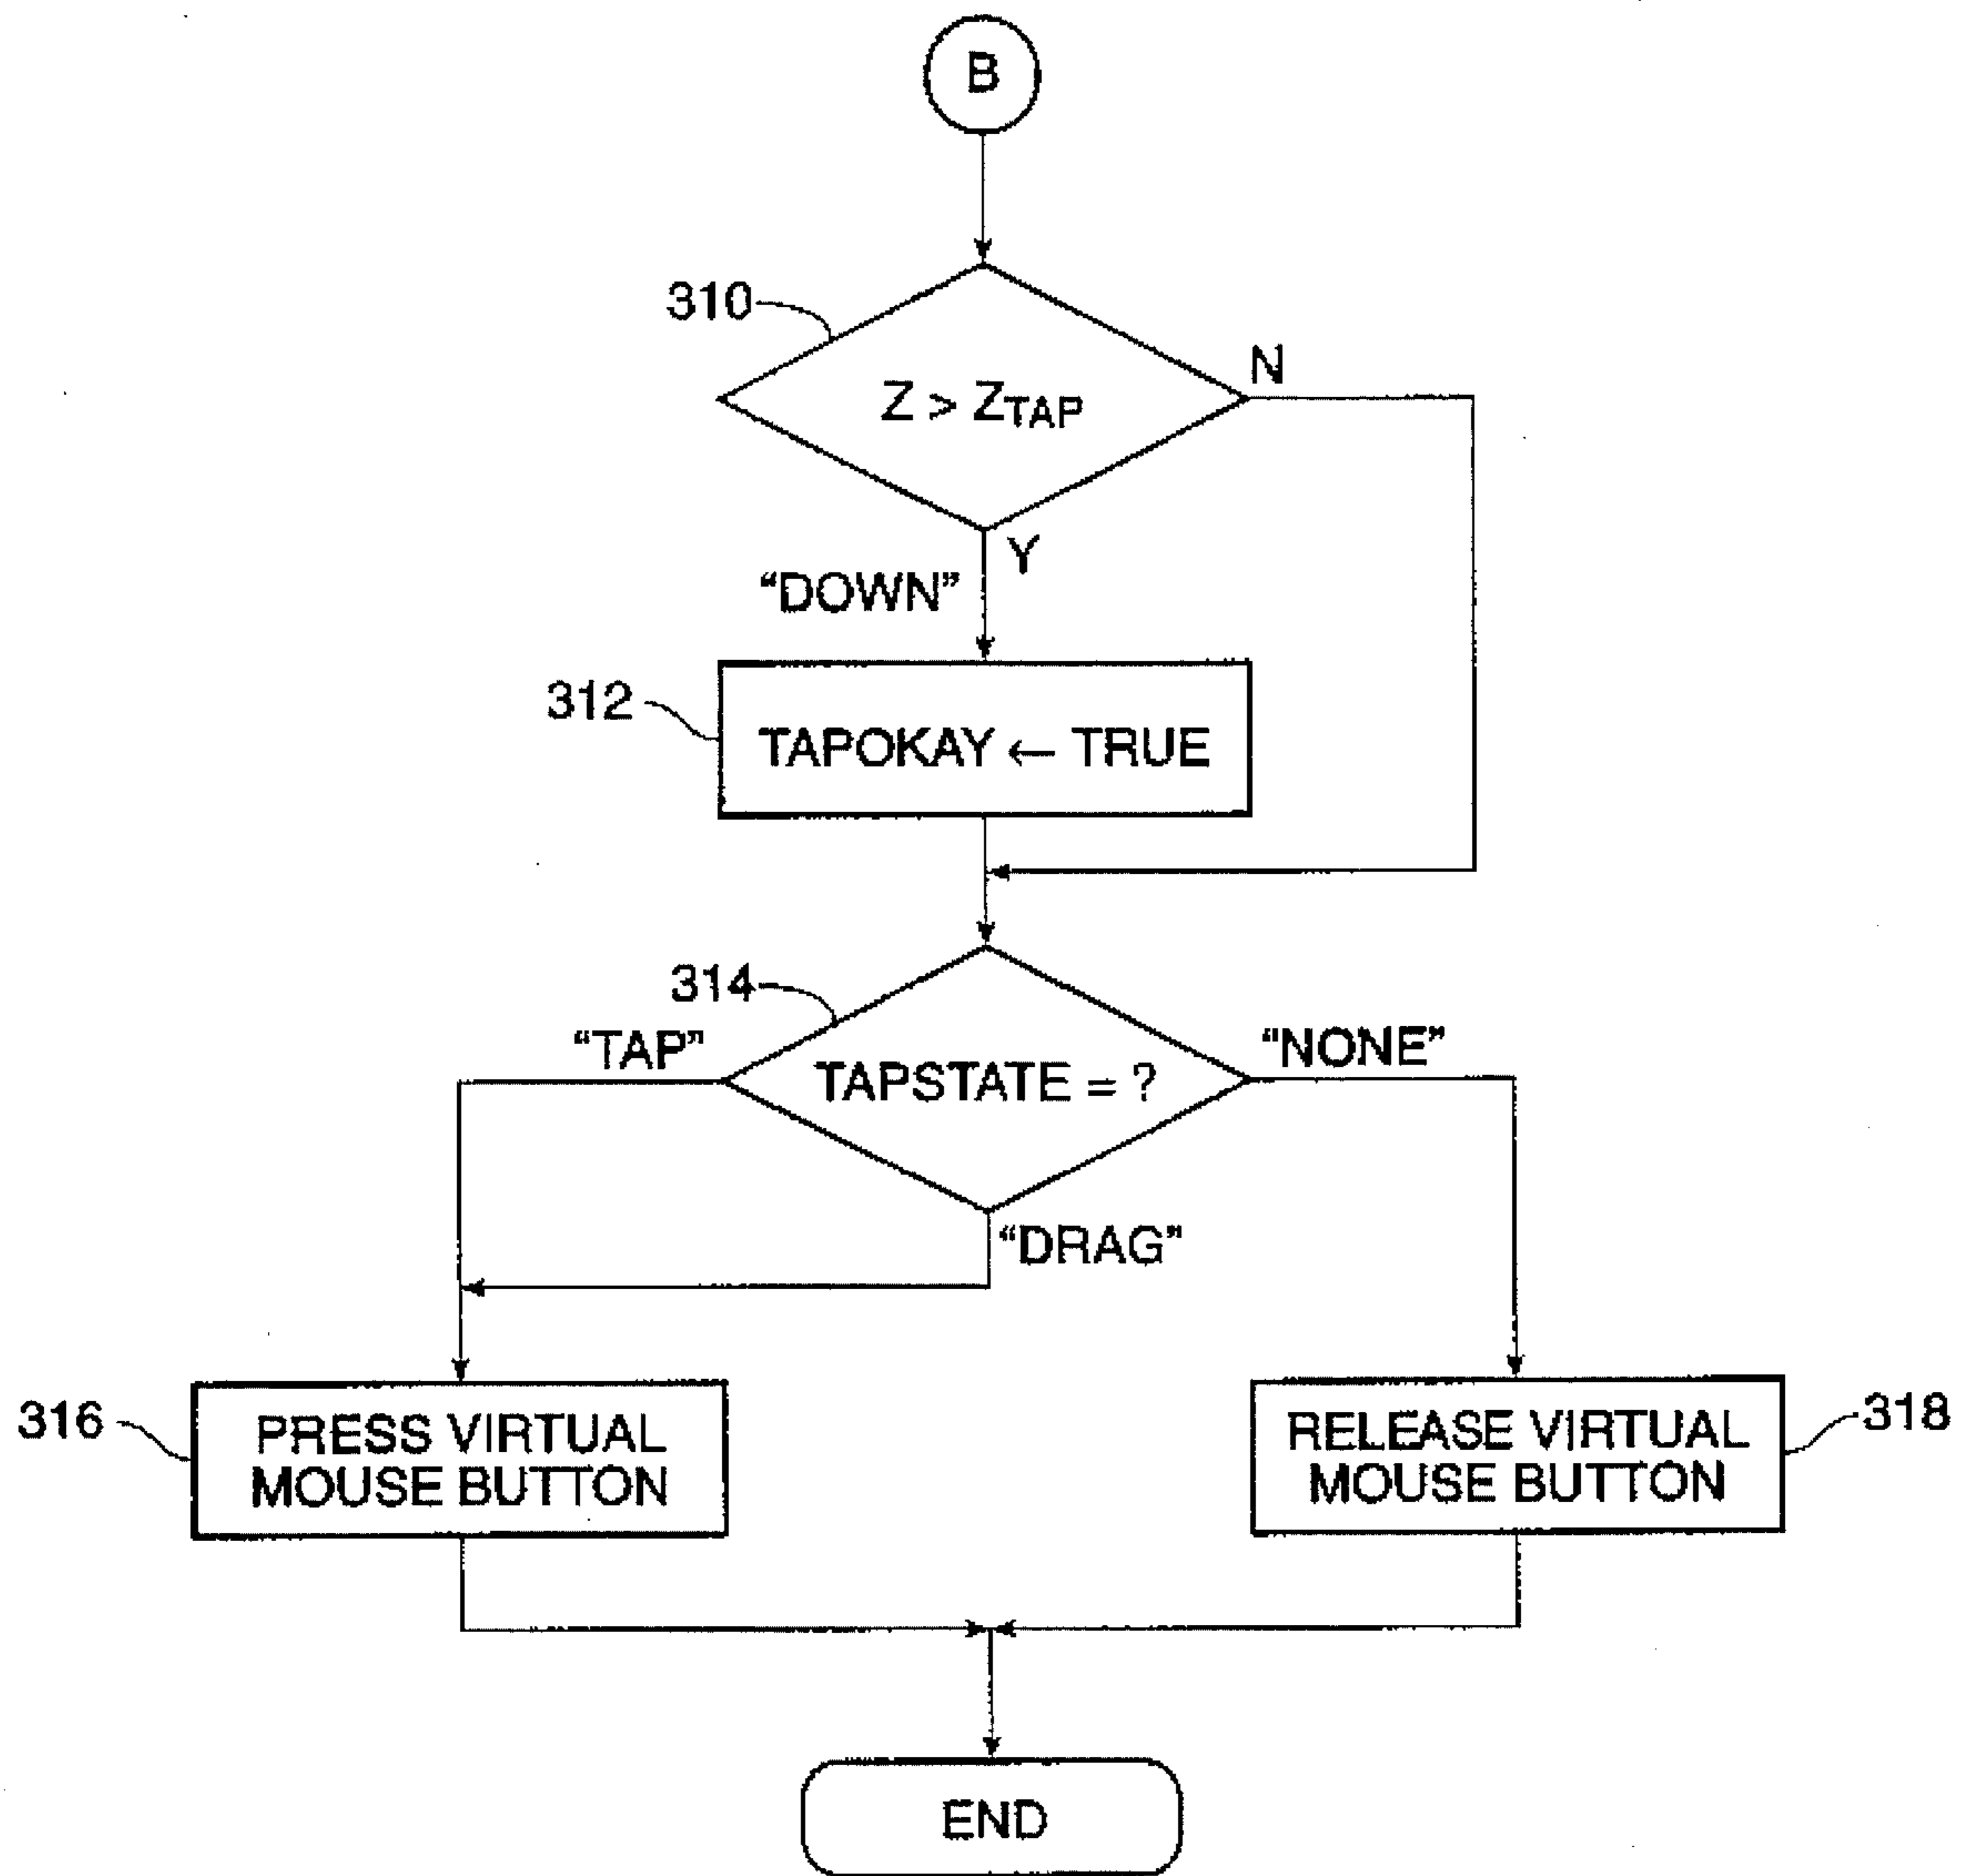 B
310
N
Z > ZTAP
Y
“DOWN”
312
TAPOKAY ← TRUE
314
“TAP”
“NONE”
TAPSTATE = ?
“DRAG”
316
PRESS VIRTUAL
MOUSE BUTTON
RELEASE VIRTUAL
MOUSE BUTTON
318
END